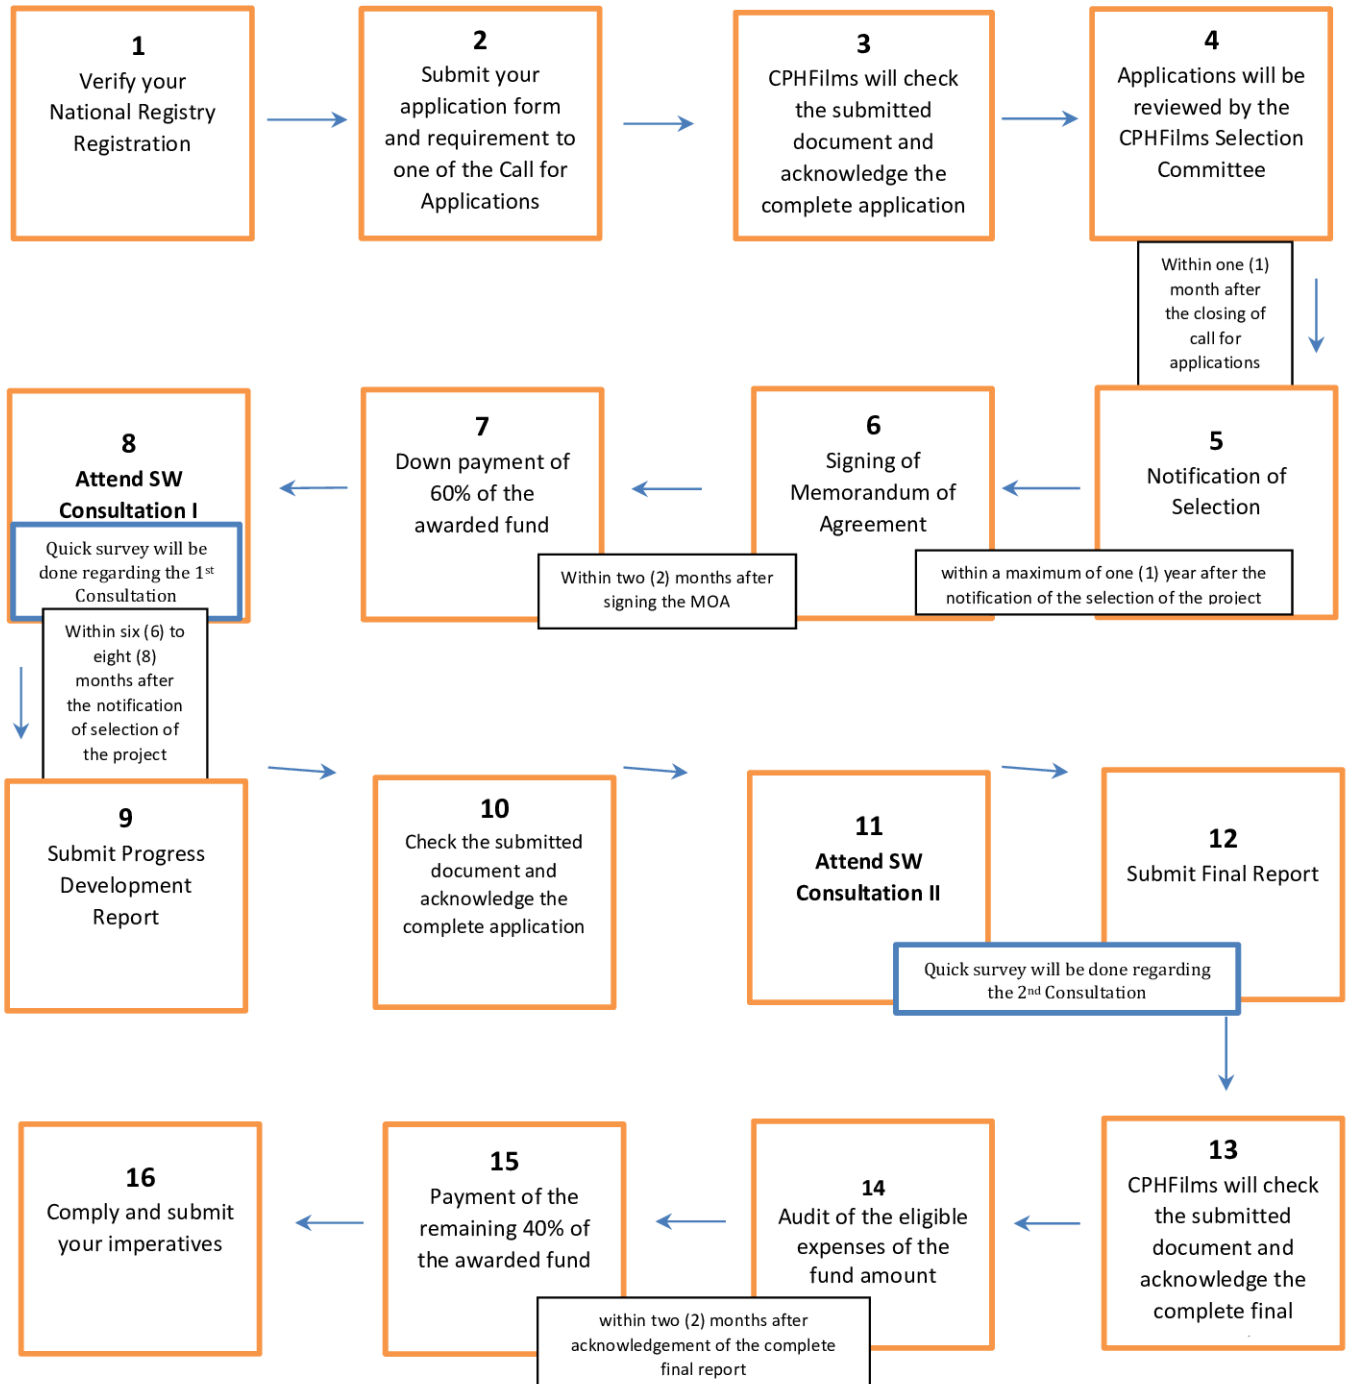 1
Verify your
National Registry
Registration
2
Submit your
application form
and requirement to
one of the Call for
Applications
3
CPHFilms will check
the submitted
document and
acknowledge the
complete application
4
Applications will be
reviewed by the
CPHFilms Selection
Committee
Within one (1)
month after
the closing of
call for
applications
5
Notification of
Selection
within a maximum of one (1) year after the
notification of the selection of the project
6
Signing of
Memorandum of
Agreement
Within two (2) months after
signing the MOA
7
Down payment of
60% of the
awarded fund
8
Attend SW
Consultation I
Quick survey will be
done regarding the 1st
Consultation
Within six (6) to
eight (8)
months after
the notification
of selection of
the project
9
Submit Progress
Development
Report
10
Check the submitted
document and
acknowledge the
complete application
11
Attend SW
Consultation II
12
Submit Final Report
Quick survey will be done regarding
the 2nd Consultation
13
CPHFilms will check
the submitted
document and
acknowledge the
complete final
14
Audit of the eligible
expenses of the
fund amount
within two (2) months after
acknowledgement of the complete
final report
15
Payment of the
remaining 40% of
the awarded fund
16
Comply and submit
your imperatives